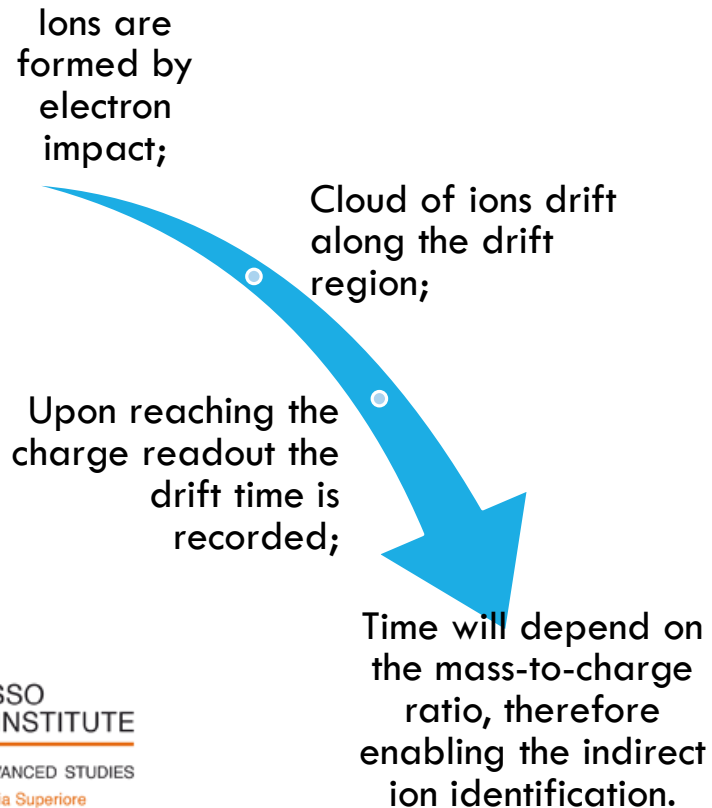 Ions are
formed by
electron
impact;
Cloud of ions drift
along the drift
region;
Upon reaching the
charge readout the
drift time is
recorded;
Time will depend on
the mass-to-charge
ratio, therefore
enabling the indirect
ion identification.
SSO
NSTITUTE
VANCED STUDIES
ia Superiore